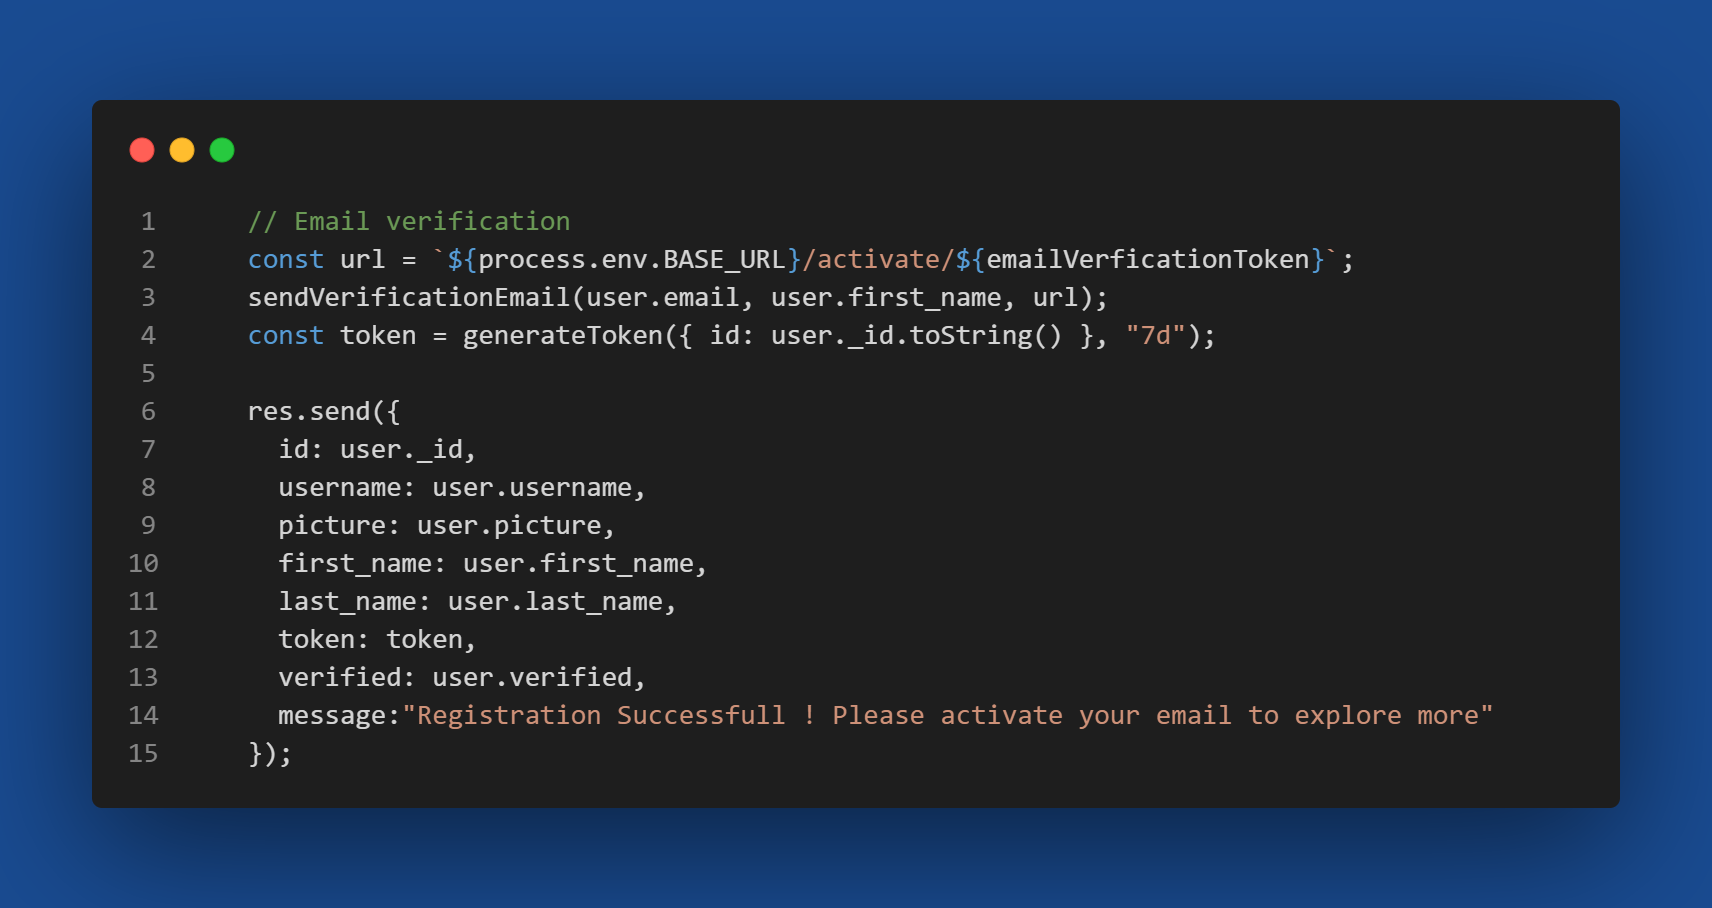 1 // Email verification
2 const url = `${process.env.BASE_URL}/activate/${emailVerficationToken}`;
3 sendVerificationEmail(user.email, user.first_name, url);
4 const token = generateToken({ id: user._id.toString() }, "7d");
5
6 res.send({
7   id: user._id,
8   username: user.username,
9   picture: user.picture,
10   first_name: user.first_name,
11   last_name: user.last_name,
12   token: token,
13   verified: user.verified,
14   message:"Registration Successfull ! Please activate your email to explore more"
15 });